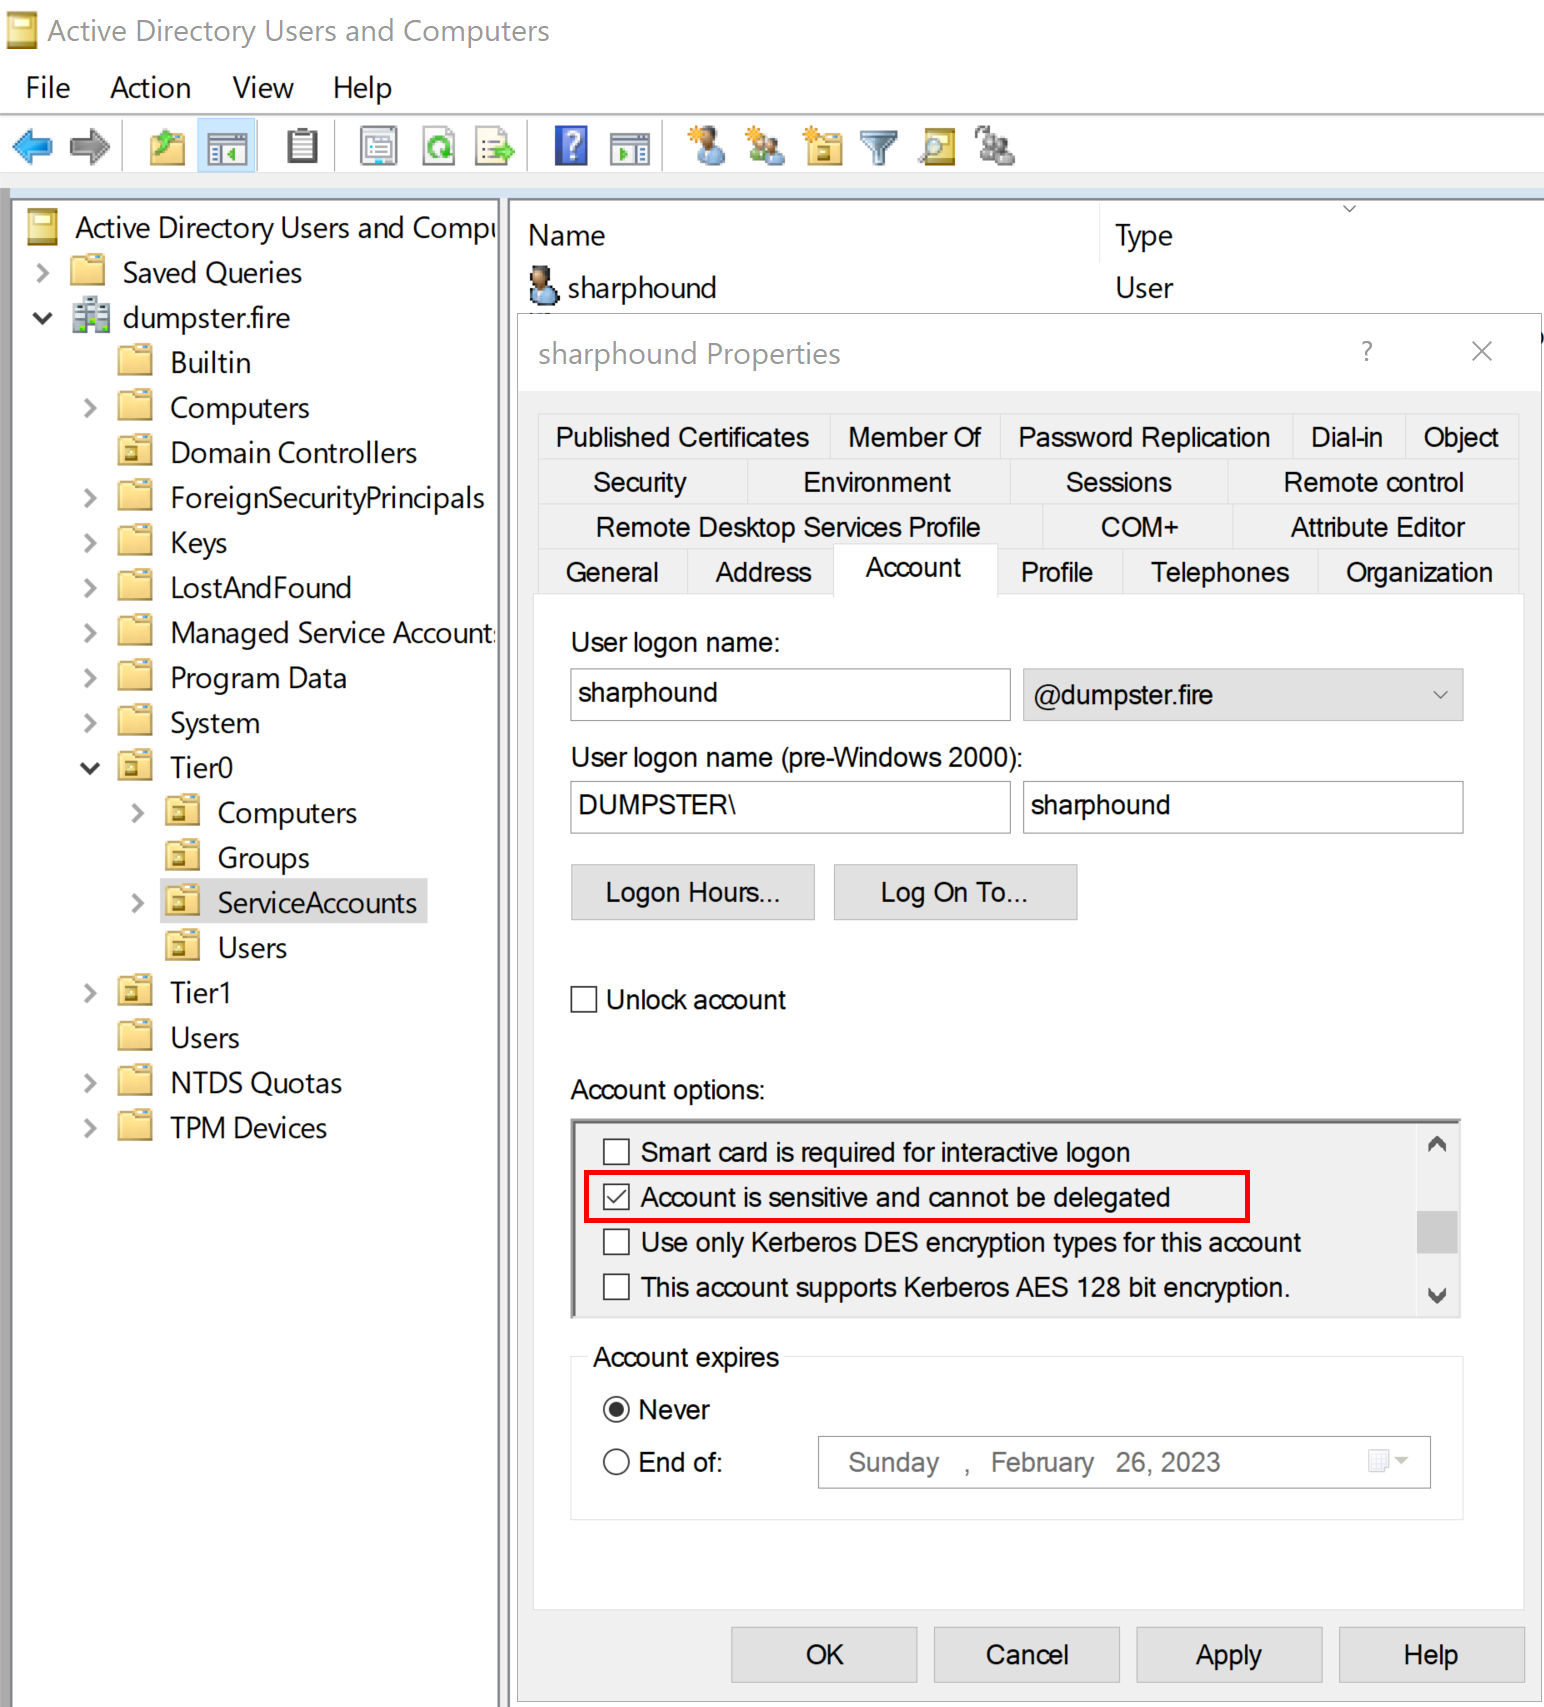 Active Directory Users and Computers
File Action View Help
Active Directory Users and Compu
Saved Queries
dumpster.fire
Builtin
Computers
Domain Controllers
ForeignSecurityPrincipals
Keys
LostAndFound
Managed Service Account
Program Data
System
Tier0
Computers
Groups
ServiceAccounts
Users
Tier1
Users
NTDS Quotas
TPM Devices
Name Type
sharphound User
sharphound Properties ?
Published Certificates Member Of Password Replication Dial-in Object
Security Environment Sessions Remote control
Remote Desktop Services Profile COM+ Attribute Editor
General Address Account Profile Telephones Organization
User logon name:
sharphound @dumpster.fire
User logon name (pre-Windows 2000):
DUMPSTER\ sharphound
Logon Hours... Log On To...
Unlock account
Account options:
Smart card is required for interactive logon
Account is sensitive and cannot be delegated
Use only Kerberos DES encryption types for this account
This account supports Kerberos AES 128 bit encryption.
Account expires
Never
End of: Sunday , February 26, 2023
OK Cancel Apply Help